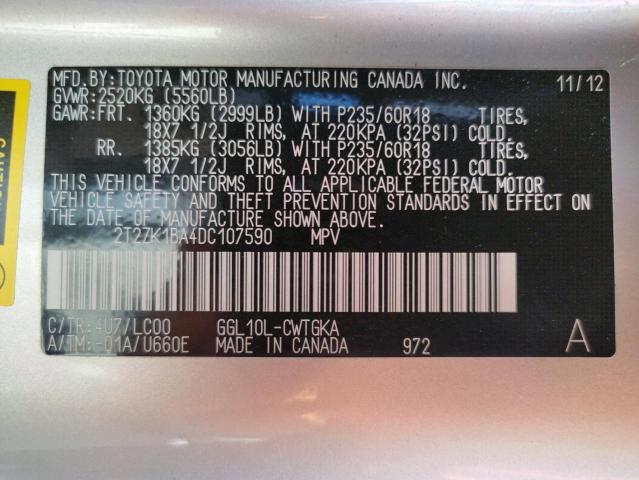 MFD.BY:TOYOTA MOTOR MANUFACTURING CANADA INC. 11/12
GVWR:2520KG (5560LB)
GAWR:FRT. 1360KG (2999LB) WITH P235/60R18 TIRES,
18X7 1/2J RIMS, AT 220KPA (32PSI) COLD.
RR. 1385KG (3056LB) WITH P235/60R18 TIRES,
18X7 1/2J RIMS, AT 220KPA (32PSI) COLD.
THIS VEHICLE CONFORMS TO ALL APPLICABLE FEDERAL MOTOR
VEHICLE SAFETY AND THEFT PREVENTION STANDARDS IN EFFECT ON
THE DATE OF MANUFACTURE SHOWN ABOVE.
2T2ZK1BA4DC107590 MPV
C/TR:4U7/LC00 GGL10L-CWTGKA
A/TM:-01A/U660E MADE IN CANADA 972 A